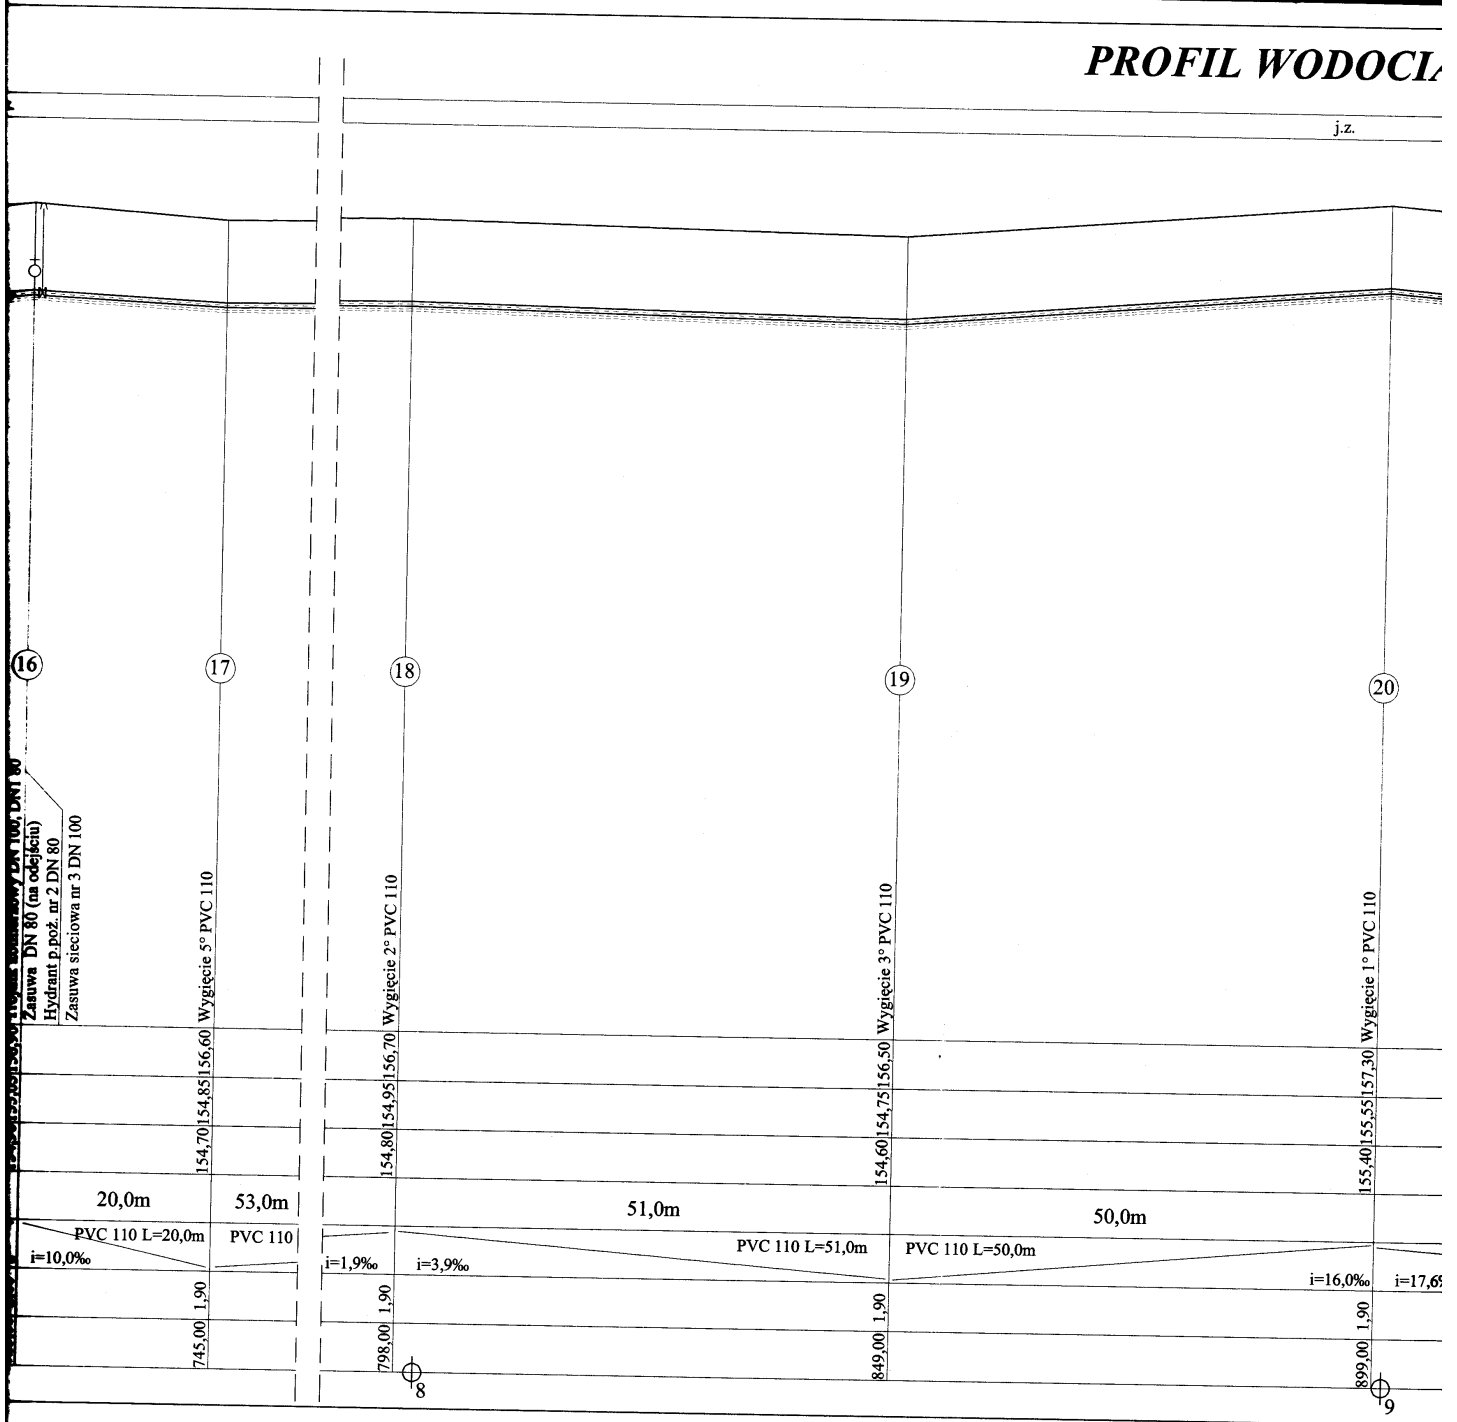 PROFIL WODOCIĄ
j.z.
16
17
18
19
20
Zasuwa DN 80 (na odejściu)
Hydrant p.poż. nr 2 DN 80
Zasuwa sieciowa nr 3 DN 100
Wygięcie 5° PVC 110
Wygięcie 2° PVC 110
Wygięcie 3° PVC 110
Wygięcie 1° PVC 110
156,60
156,70
156,50
157,30
154,85
154,95
154,75
155,55
154,70
154,80
154,60
155,40
20,0m
53,0m
51,0m
50,0m
PVC 110 L=20,0m
PVC 110
PVC 110 L=51,0m
PVC 110 L=50,0m
i=10,0‰
i=1,9‰
i=3,9‰
i=16,0‰
i=17,6‰
1,90
1,90
1,90
1,90
745,00
798,00
849,00
899,00
8
9